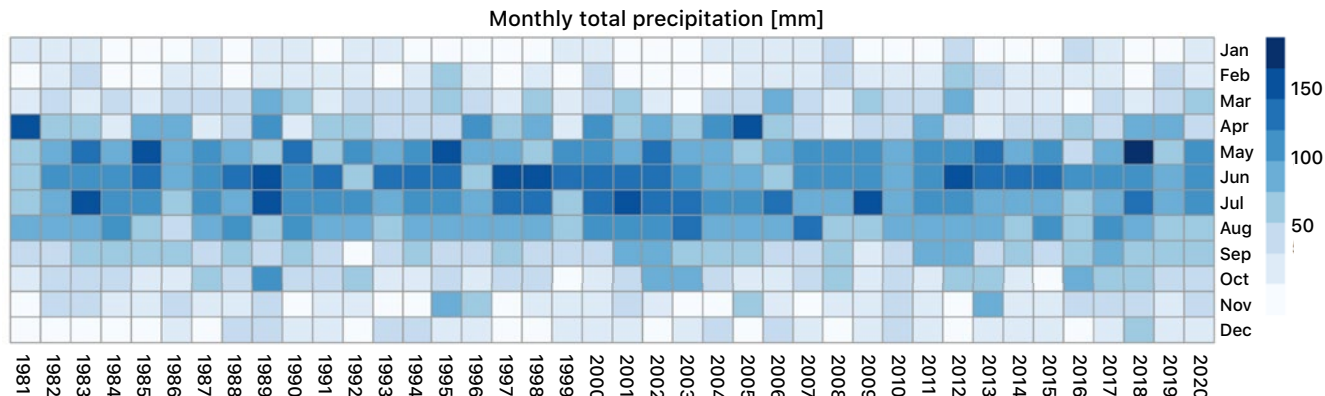 Monthly total precipitation [mm]
Jan
Feb
Mar
Apr
May
Jun
Jul
Aug
Sep
Oct
Nov
Dec
150
100
50
1981 1982 1983 1984 1985 1986 1987 1988 1989 1990 1991 1992 1993 1994 1995 1996 1997 1998 1999 2000 2001 2002 2003 2004 2005 2006 2007 2008 2009 2010 2011 2012 2013 2014 2015 2016 2017 2018 2019 2020